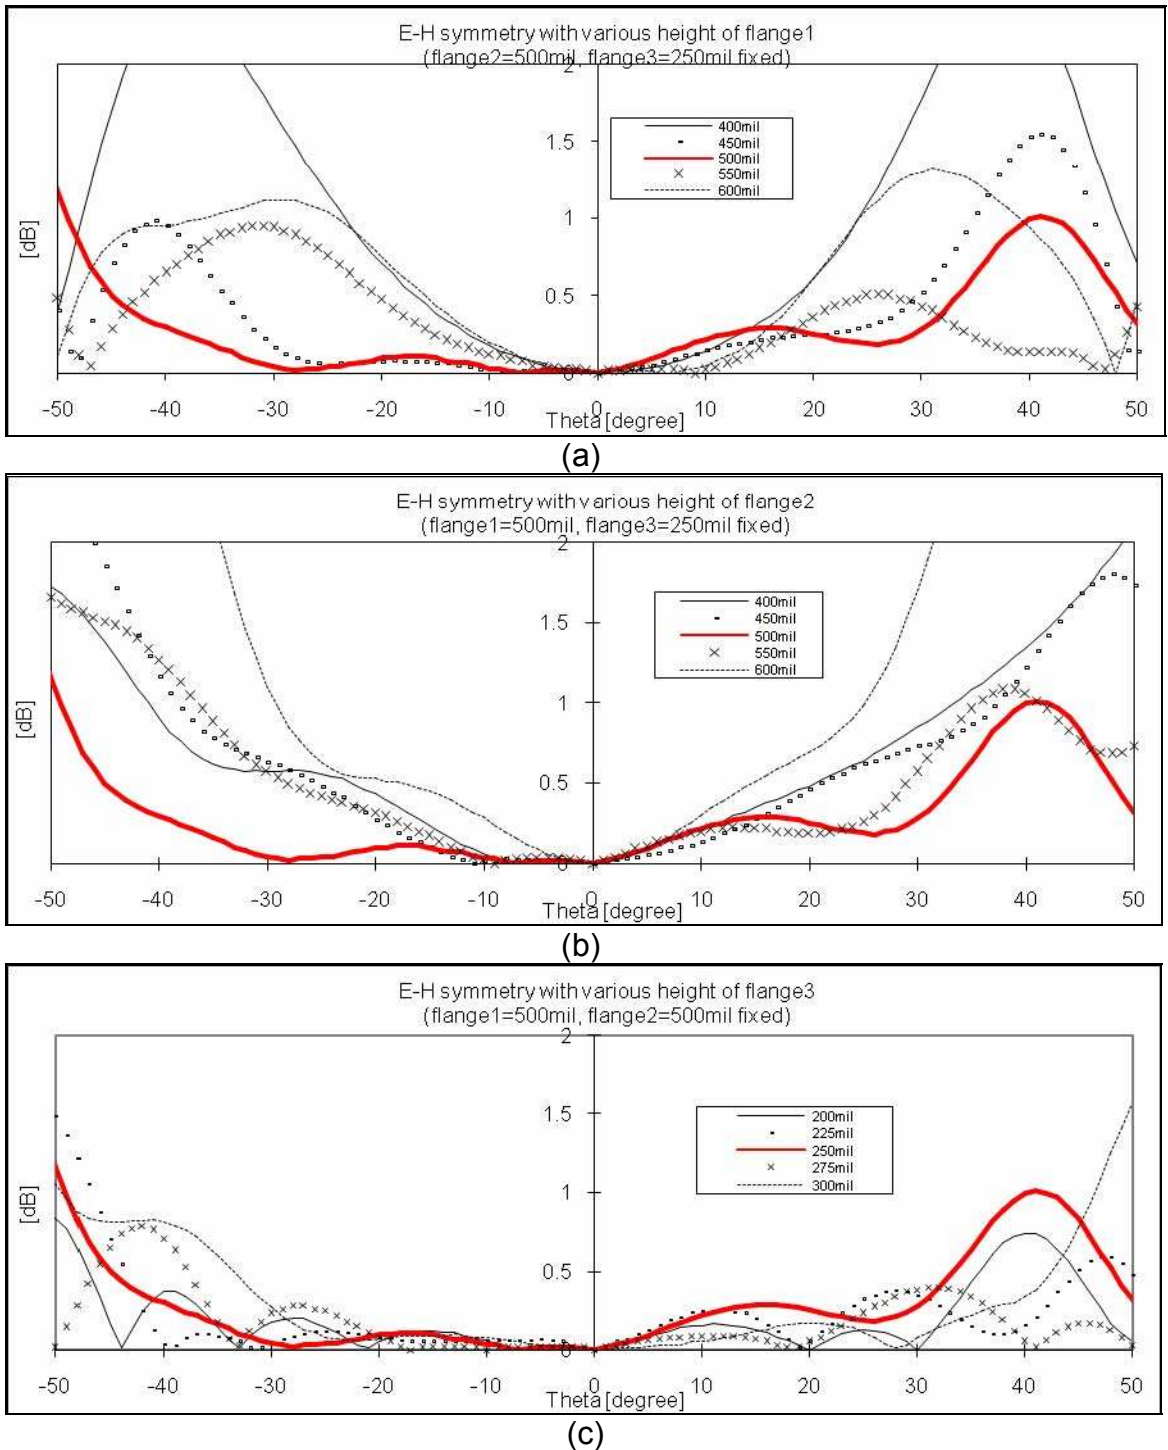 E-H symmetry with various height of flange1
(flange2=500mil, flange3=250mil fixed)
2
1.5
1
0.5
0
[dB]
400mil
450mil
500mil
550mil
600mil
-50 -40 -30 -20 -10 0 10 20 30 40 50
Theta [degree]
(a)
E-H symmetry with various height of flange2
(flange1=500mil, flange3=250mil fixed)
2
1.5
1
0.5
0
[dB]
400mil
450mil
500mil
550mil
600mil
-50 -40 -30 -20 -10 0 10 20 30 40 50
Theta [degree]
(b)
E-H symmetry with various height of flange3
(flange1=500mil, flange2=500mil fixed)
2
1.5
1
0.5
0
[dB]
200mil
225mil
250mil
275mil
300mil
-50 -40 -30 -20 -10 0 10 20 30 40 50
Theta [degree]
(c)